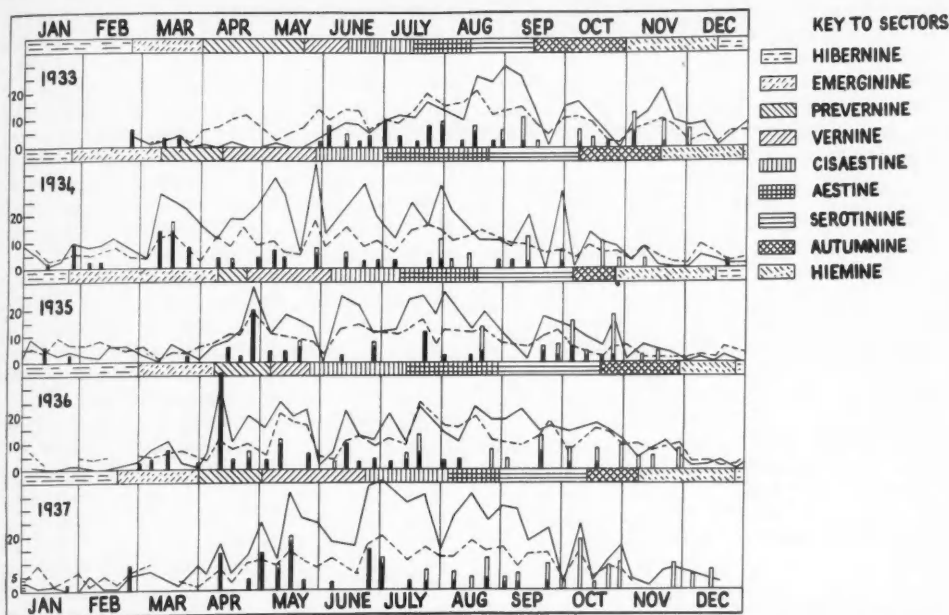 JAN FEB MAR APR MAY JUNE JULY AUG SEP OCT NOV DEC
KEY TO SECTORS
HIBERNINE
EMERGININE
PREVERNINE
VERNINE
CISAESTINE
AESTINE
SEROTININE
AUTUMNINE
HIEMINE
1933
20
10
0
1934
20
10
0
1935
20
10
0
1936
20
10
0
1937
20
10
5
0
JAN FEB MAR APR MAY JUNE JULY AUG SEP OCT NOV DEC